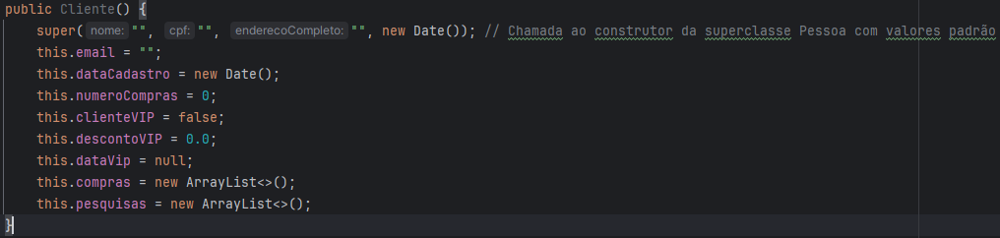 public Cliente() {
super( nome: "", cpf: "", enderecoCompleto: "", new Date()); // Chamada ao construtor da superclasse Pessoa com valores padrão
this.email = "";
this.dataCadastro = new Date();
this.numeroCompras = 0;
this.clienteVIP = false;
this.descontoVIP = 0.0;
this.dataVip = null;
this.compras = new ArrayList<>();
this.pesquisas = new ArrayList<>();
}